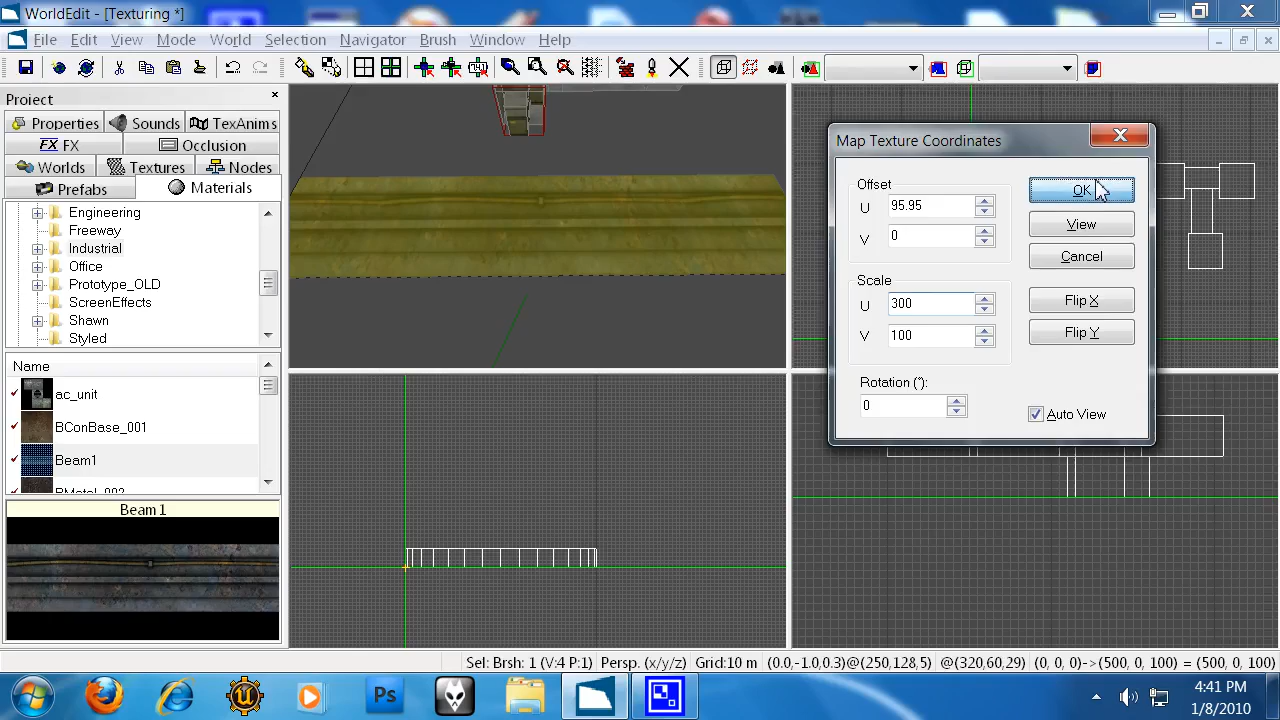 WorldEdit - [Texturing *]
File Edit View Mode World Selection Navigator Brush Window Help
Project
Properties Sounds TexAnims
FX FX Occlusion
Worlds Textures Nodes
Prefabs Materials
Engineering
Freeway
Industrial
Office
Prototype_OLD
ScreenEffects
Shawn
Styled
Name
ac_unit
BConBase_001
Beam1
BMetal_002
Beam1
Map Texture Coordinates
Offset
U 95.95
V 0
Scale
U 300
V 100
Rotation (°):
0
OK
View
Cancel
Flip X
Flip Y
Auto View
Sel: Brsh: 1 (V:4 P:1) Persp. (x/y/z) Grid:10 m (0.0,-1.0,0.3)@(250,128,5) @(320,60,29) (0, 0, 0)->(500, 0, 100) = (500, 0, 100)
Ps
4:41 PM
1/8/2010